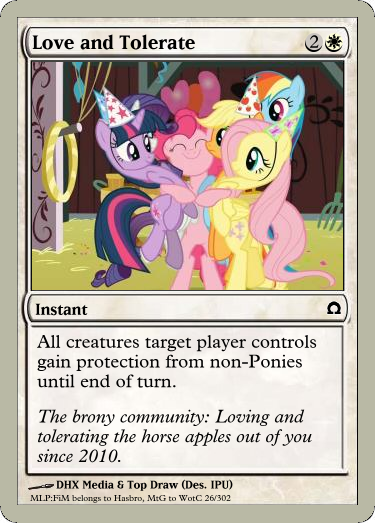 Love and Tolerate 2
Instant Ω
All creatures target player controls
gain protection from non-Ponies
until end of turn.
The brony community: Loving and
tolerating the horse apples out of you
since 2010.
DHX Media & Top Draw (Des. IPU)
MLP:FiM belongs to Hasbro, MtG to WotC 26/302